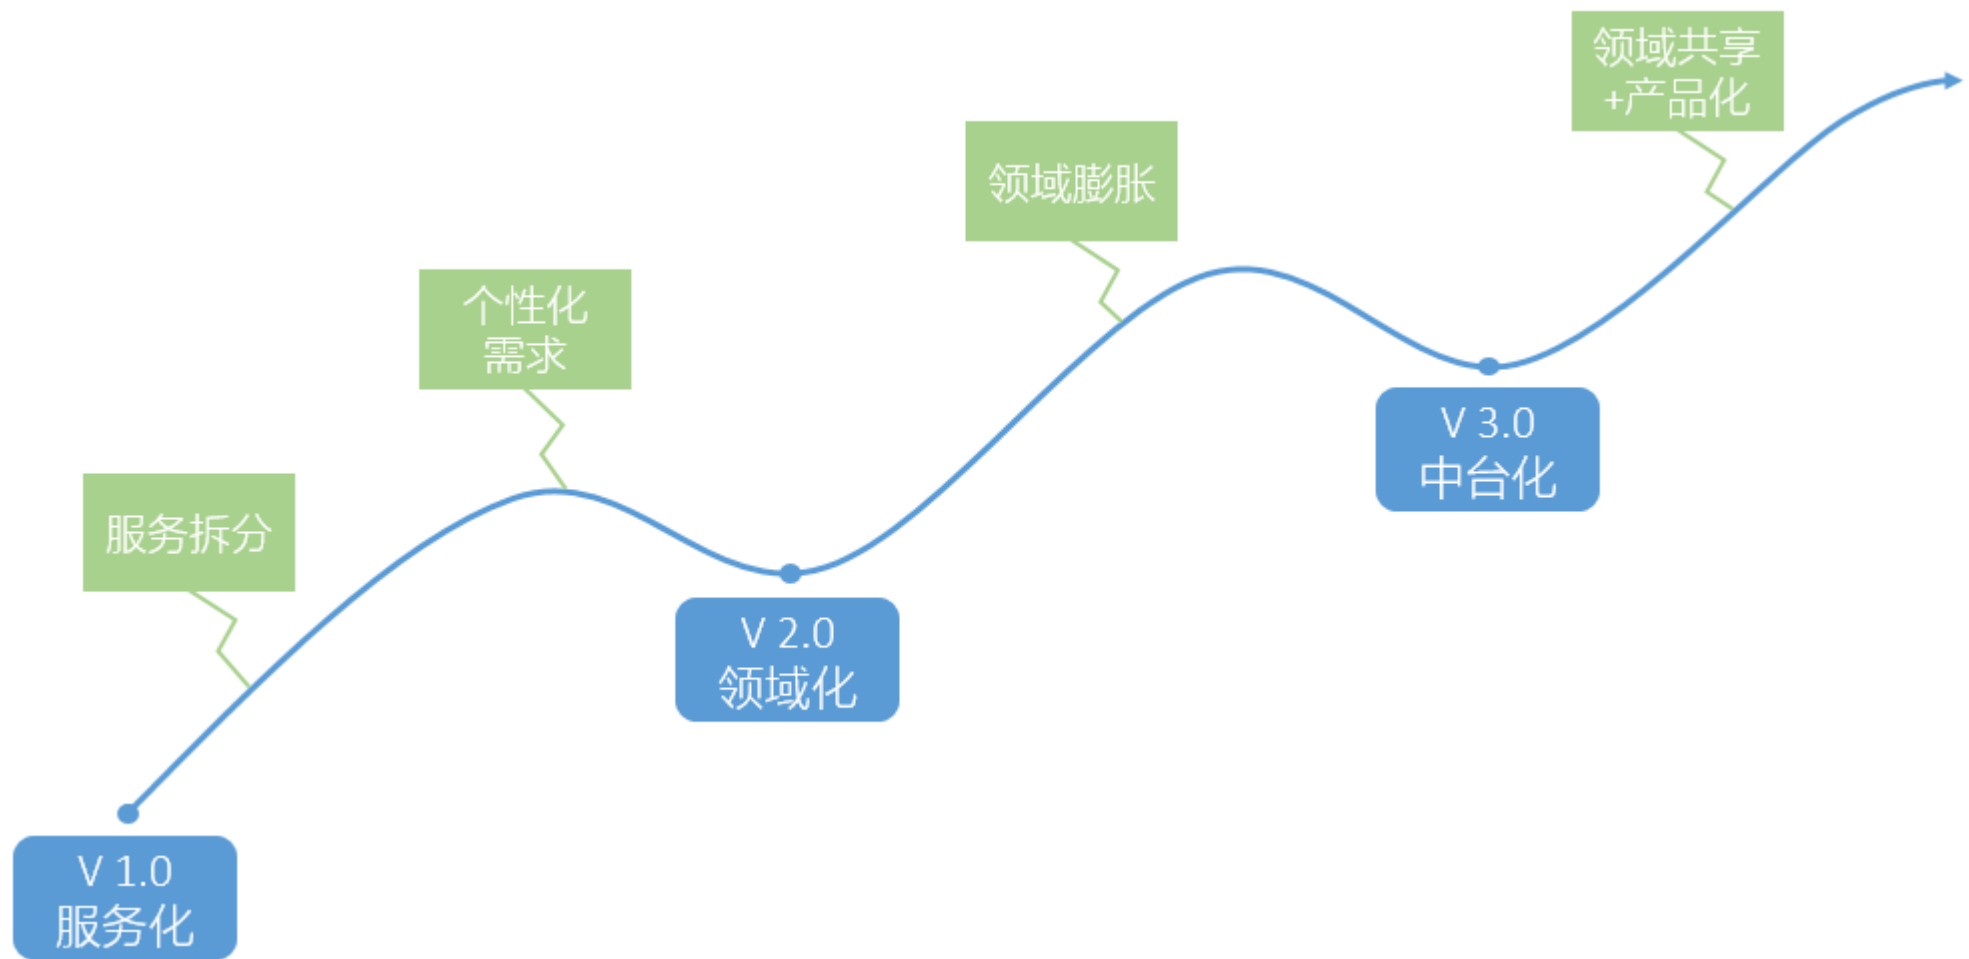 领域共享
+产品化
领域膨胀
个性化
需求
V 3.0
中台化
服务拆分
V 2.0
领域化
V 1.0
服务化